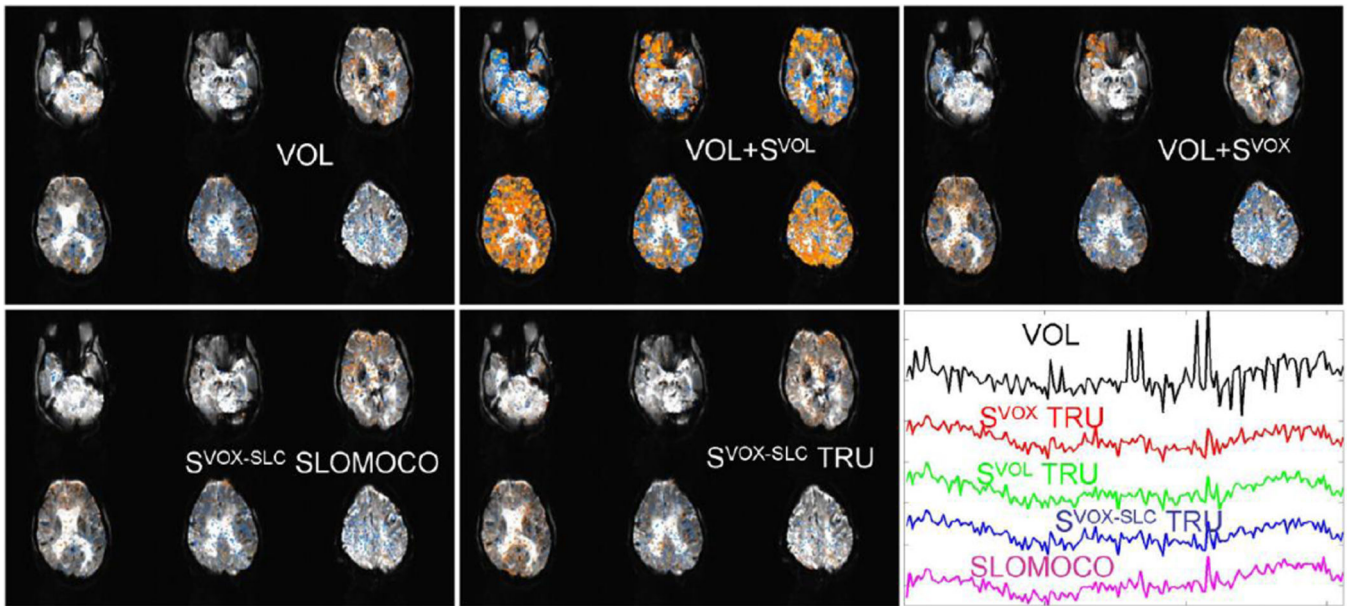 VOL
VOL+S^VOL
VOL+S^VOX
S^VOX-SLC SLOMOCO
S^VOX-SLC TRU
VOL
S^VOX TRU
S^VOL TRU
S^VOX-SLC TRU
SLOMOCO